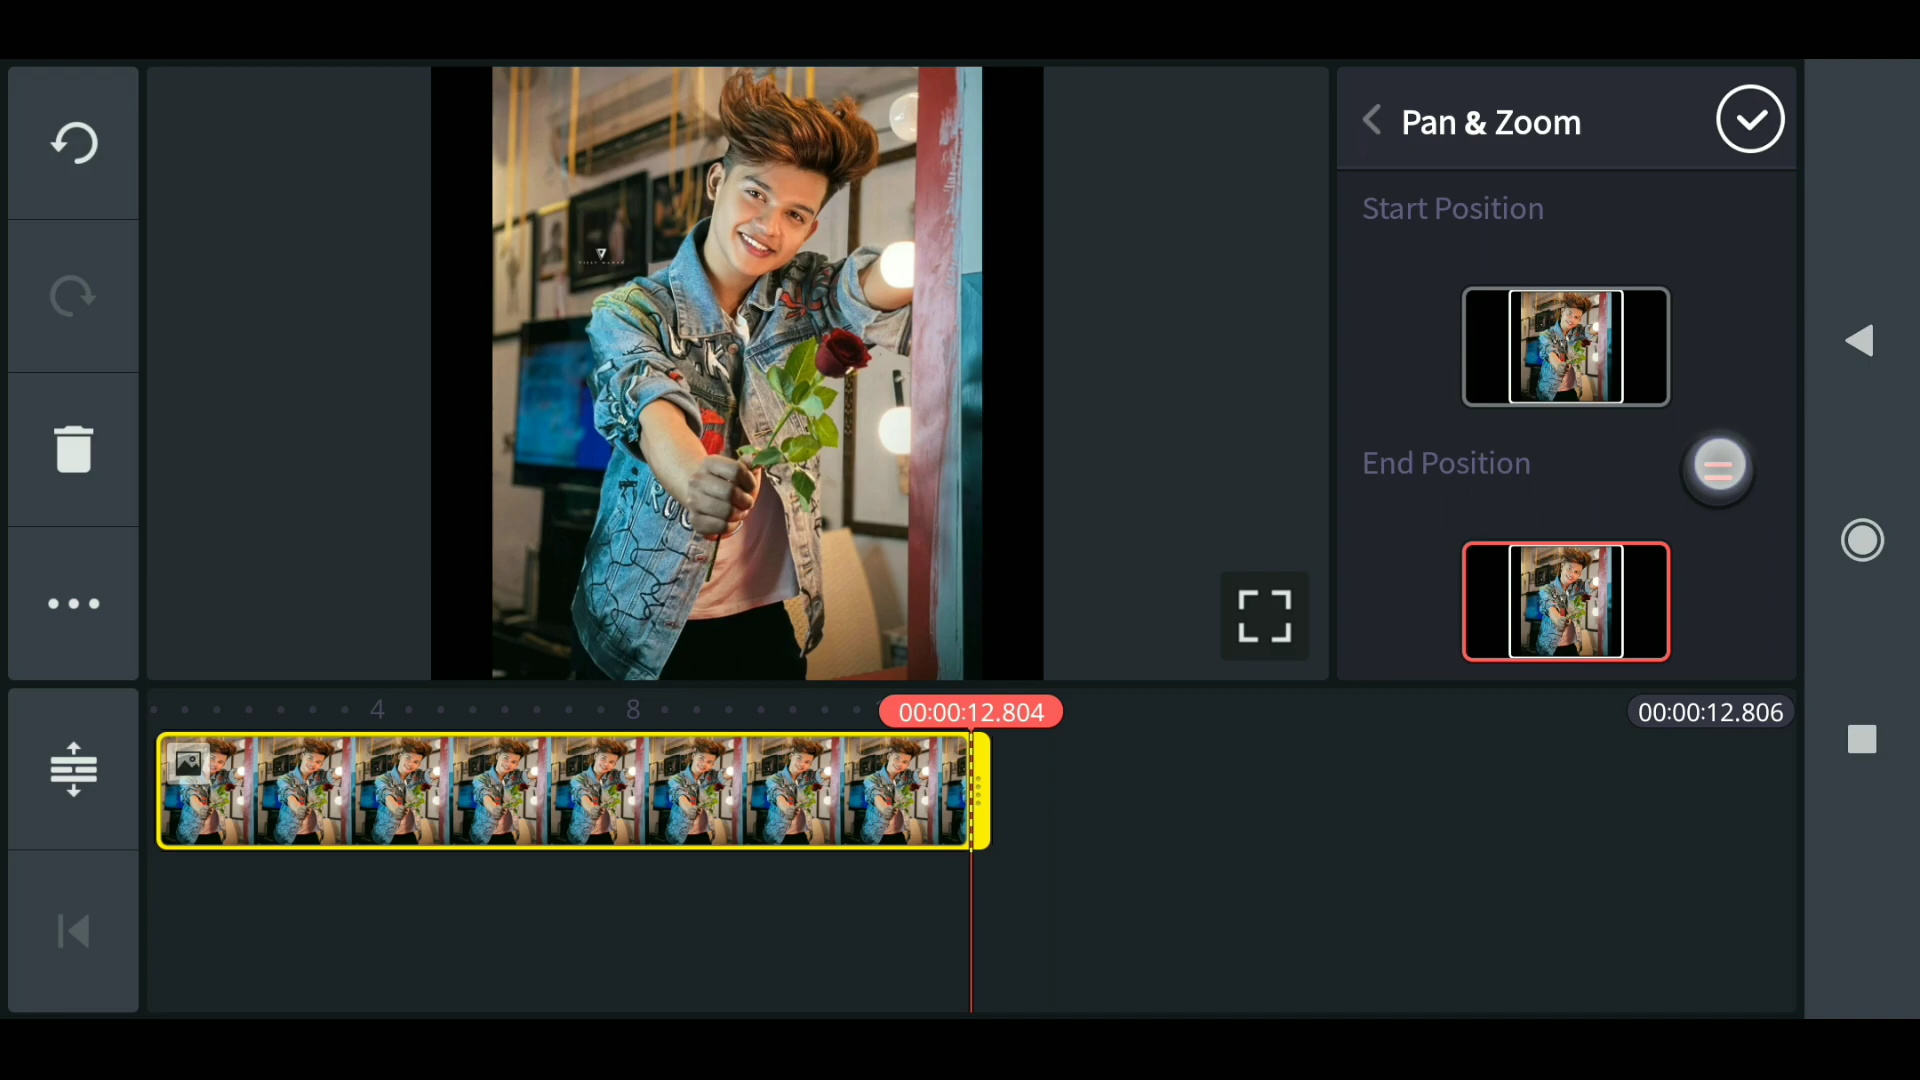 Pan & Zoom
Start Position
End Position
4
8
00:00:12.804
00:00:12.806